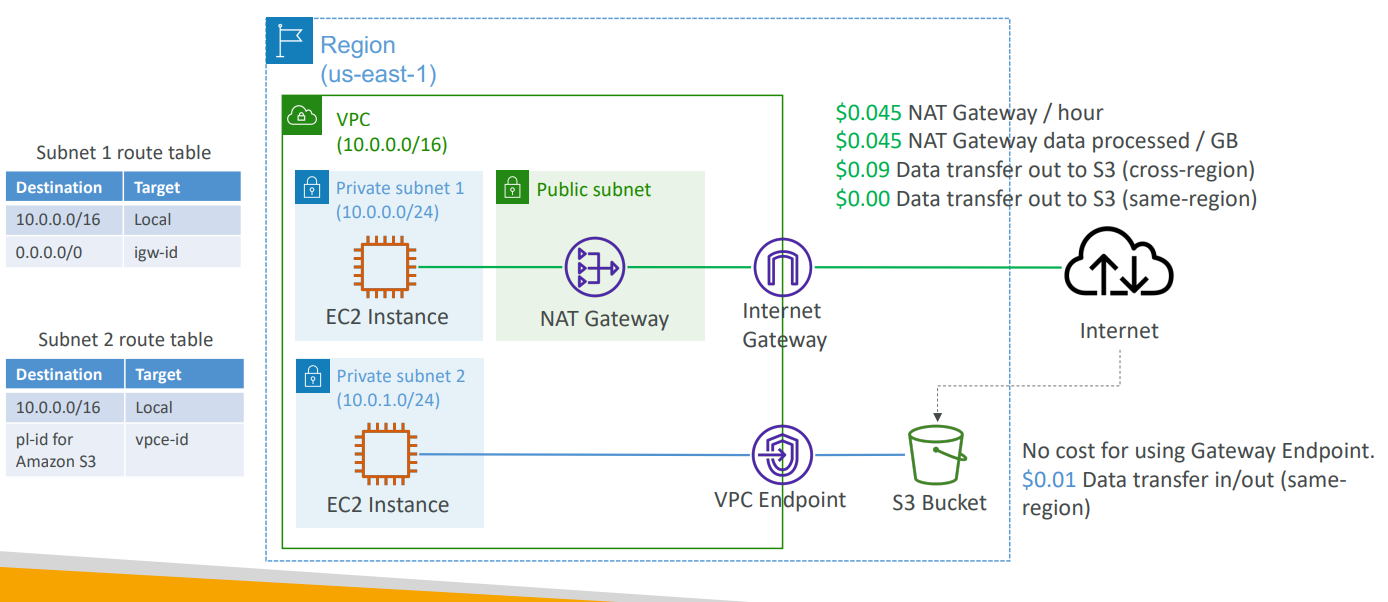 Region
(us-east-1)
VPC
(10.0.0.0/16)
$0.045 NAT Gateway / hour
$0.045 NAT Gateway data processed / GB
$0.09 Data transfer out to S3 (cross-region)
$0.00 Data transfer out to S3 (same-region)
Subnet 1 route table
Destination Target
10.0.0.0/16 Local
0.0.0.0/0 igw-id
Private subnet 1
(10.0.0.0/24)
EC2 Instance
Public subnet
NAT Gateway
Internet
Gateway
Internet
Subnet 2 route table
Destination Target
10.0.0.0/16 Local
pl-id for vpce-id
Amazon S3
Private subnet 2
(10.0.1.0/24)
EC2 Instance
VPC Endpoint
S3 Bucket
No cost for using Gateway Endpoint.
$0.01 Data transfer in/out (same-
region)